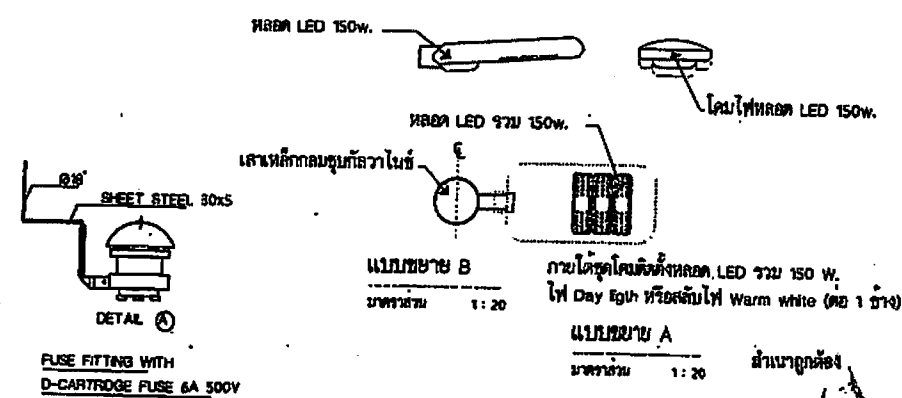 หลอด LED 150w.
โคมไฟหลอด LED 150w.
หลอด LED รวม 150w.
เสาเหล็กกลมชุบกัลวาไนซ์
SHEET STEEL 30x5
DETAIL A
FUSE FITTING WITH
D-CARTRIDGE FUSE 6A 500V
แบบขยาย B
มาตราส่วน 1 : 20
ภายใต้ชุดโคมติดตั้งหลอด LED รวม 150 W.
ไฟ Day ligth หรือสลับไฟ Warm white (ต่อ 1 ข้าง)
แบบขยาย A
มาตราส่วน 1 : 20
สำเนาถูกต้อง